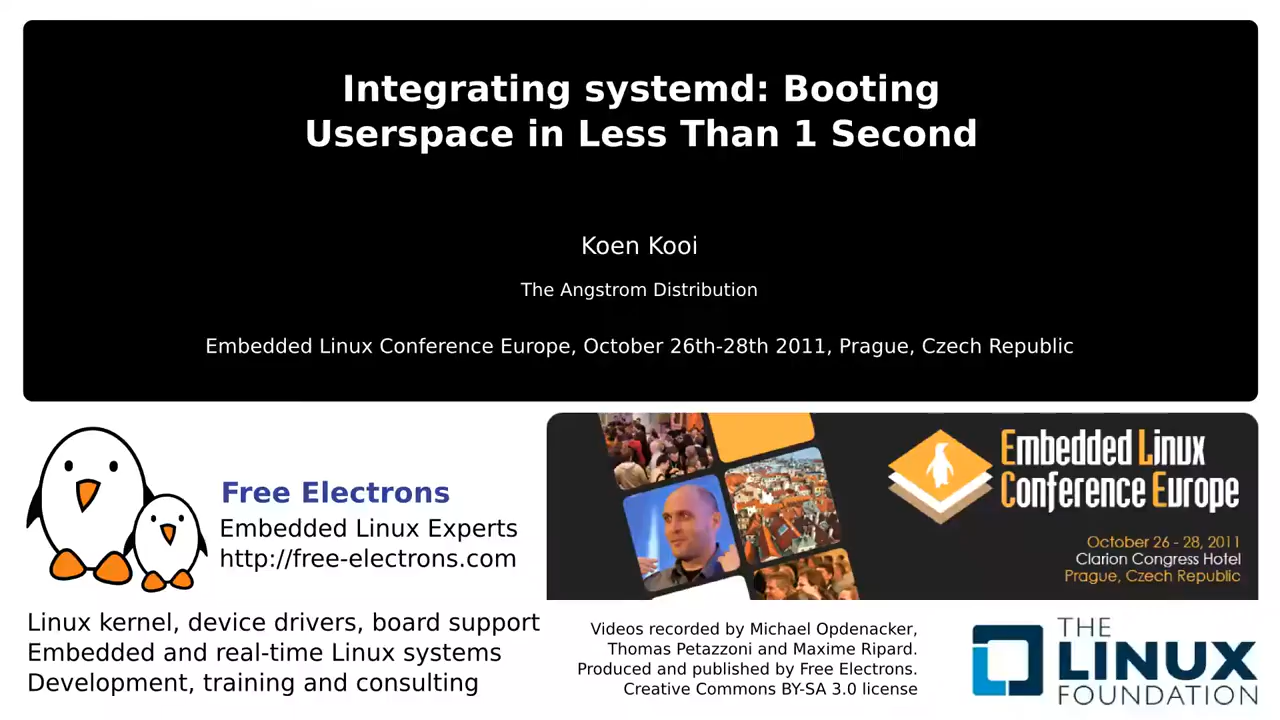 Integrating systemd: Booting
Userspace in Less Than 1 Second
Koen Kooi
The Angstrom Distribution
Embedded Linux Conference Europe, October 26th-28th 2011, Prague, Czech Republic
Free Electrons
Embedded Linux Experts
http://free-electrons.com
Linux kernel, device drivers, board support
Embedded and real-time Linux systems
Development, training and consulting
Embedded Linux
Conference Europe
October 26 - 28, 2011
Clarion Congress Hotel
Prague, Czech Republic
Videos recorded by Michael Opdenacker,
Thomas Petazzoni and Maxime Ripard.
Produced and published by Free Electrons.
Creative Commons BY-SA 3.0 license
THE
LINUX
FOUNDATION